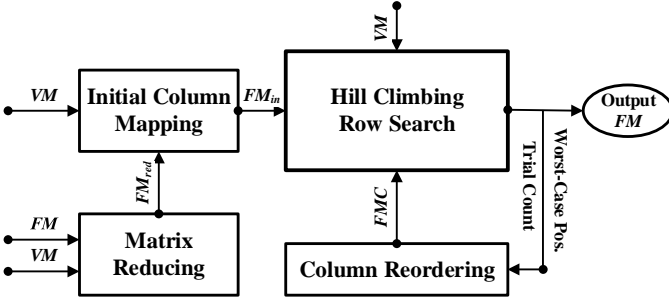 VM
VM
Initial Column
Mapping
FMin
Hill Climbing
Row Search
Output
FM
FMred
FMC
Trial Count
Worst-Case Pos.
FM
VM
Matrix
Reducing
Column Reordering